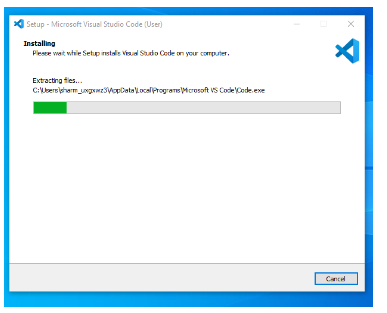 Setup - Microsoft Visual Studio Code (User)
Installing
Please wait while Setup installs Visual Studio Code on your computer.
Extracting files...
C:\Users\sharm_uxgxwz3\AppData\Local\Programs\Microsoft VS Code\Code.exe
Cancel